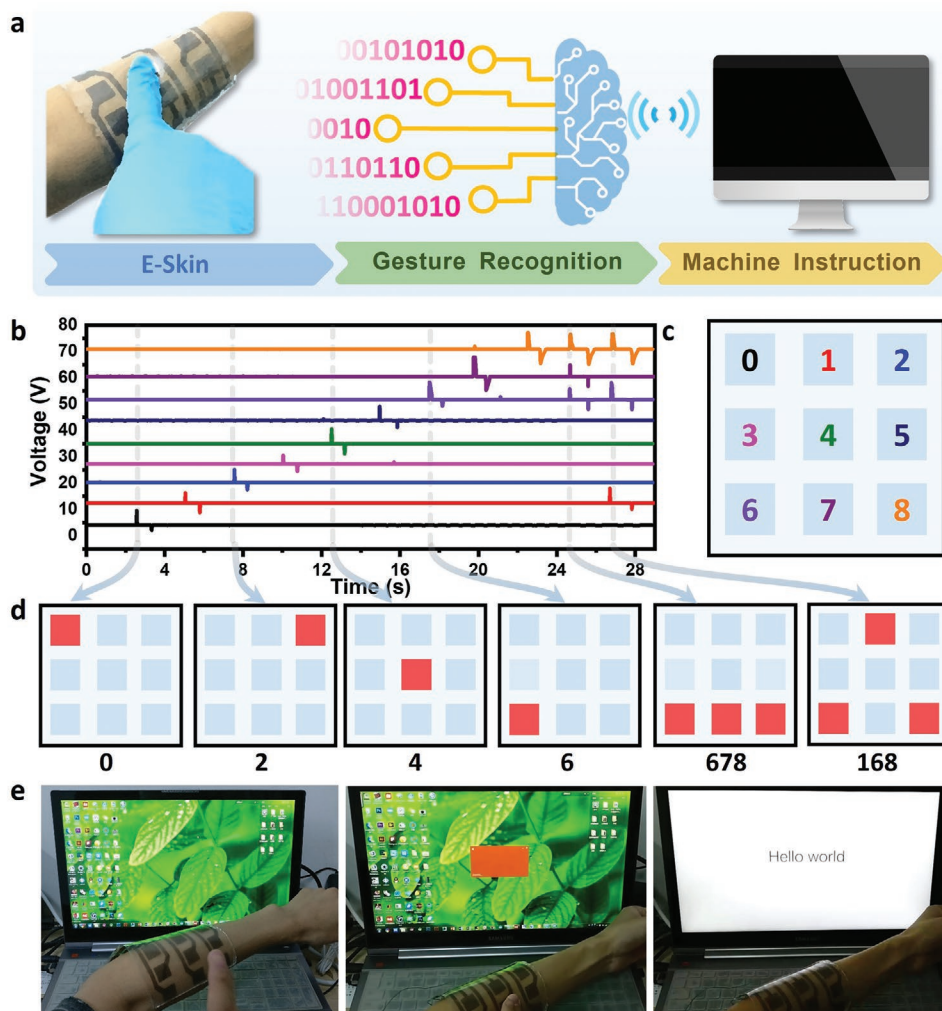 a
00101010
01001101
0010
0110110
110001010
E-Skin
Gesture Recognition
Machine Instruction
b
Voltage (V)
80
70
60
50
40
30
20
10
0
0 4 8 12 16 20 24 28
Time (s)
c
0 1 2
3 4 5
6 7 8
d
0 2 4 6 678 168
e
Hello world